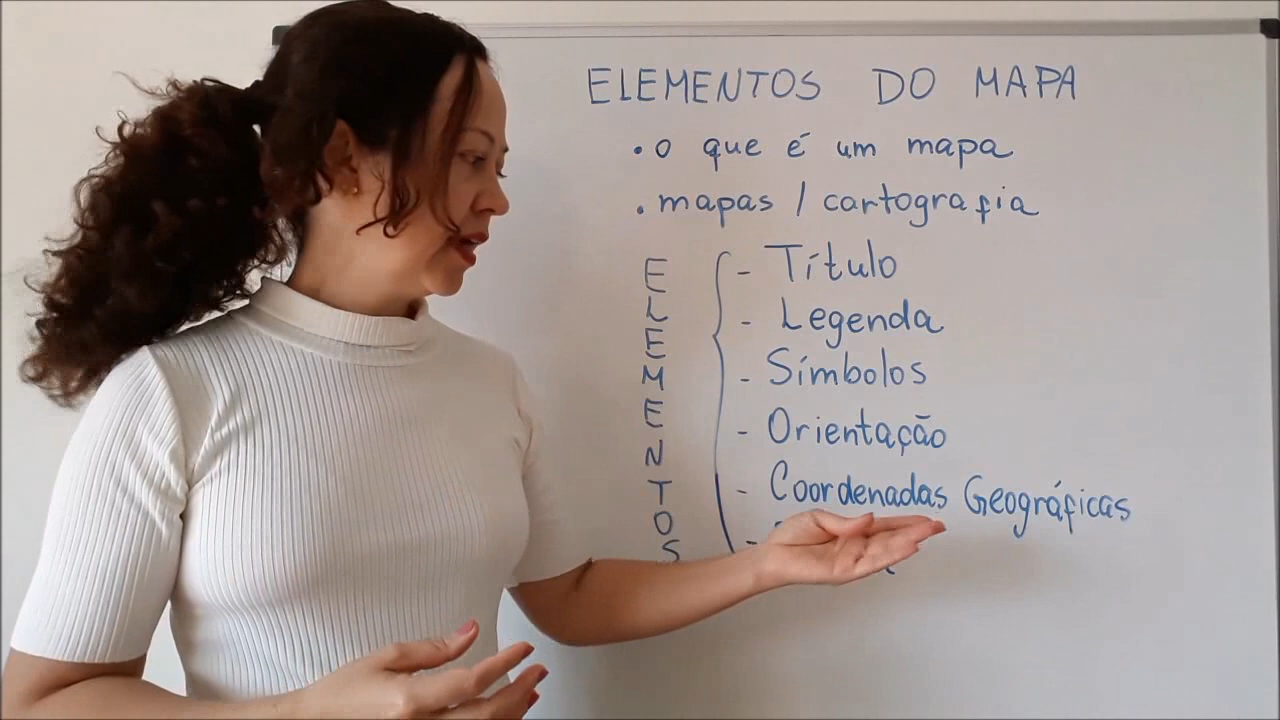 ELEMENTOS DO MAPA
• o que é um mapa
• mapas / cartografia
ELEMENTOS
- Título
- Legenda
- Símbolos
- Orientação
- Coordenadas Geográficas
-